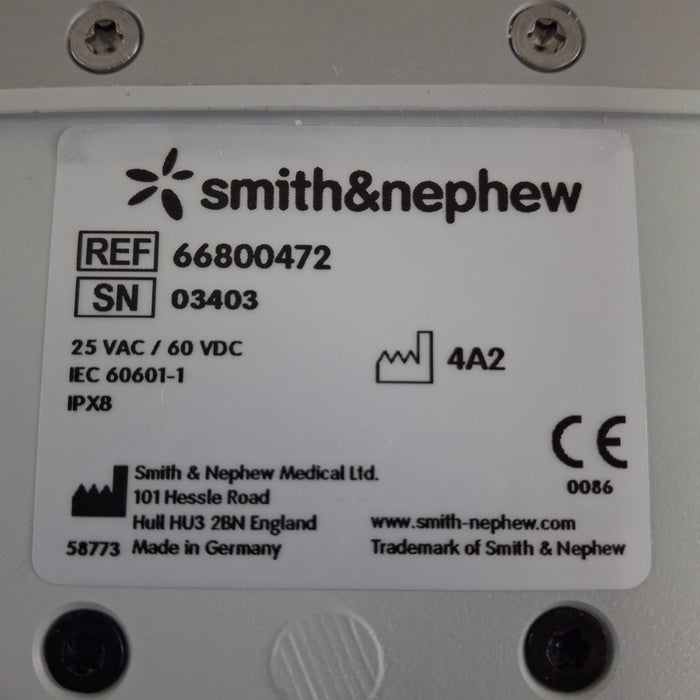 smith&nephew
REF 66800472
SN 03403
25 VAC / 60 VDC
IEC 60601-1
IPX8
4A2
CE
0086
Smith & Nephew Medical Ltd.
101 Hessle Road
Hull HU3 2BN England
58773 Made in Germany
www.smith-nephew.com
Trademark of Smith & Nephew